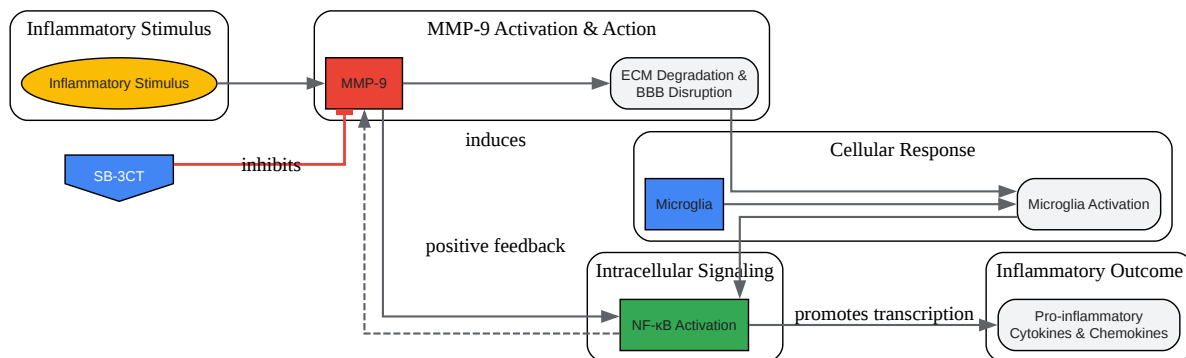 Inflammatory Stimulus
MMP-9 Activation & Action
Inflammatory Stimulus
MMP-9
ECM Degradation &
BBB Disruption
induces
inhibits
SB-3CT
Cellular Response
Microglia
Microglia Activation
positive feedback
Intracellular Signaling
Inflammatory Outcome
NF-κB Activation
promotes transcription
Pro-inflammatory
Cytokines & Chemokines